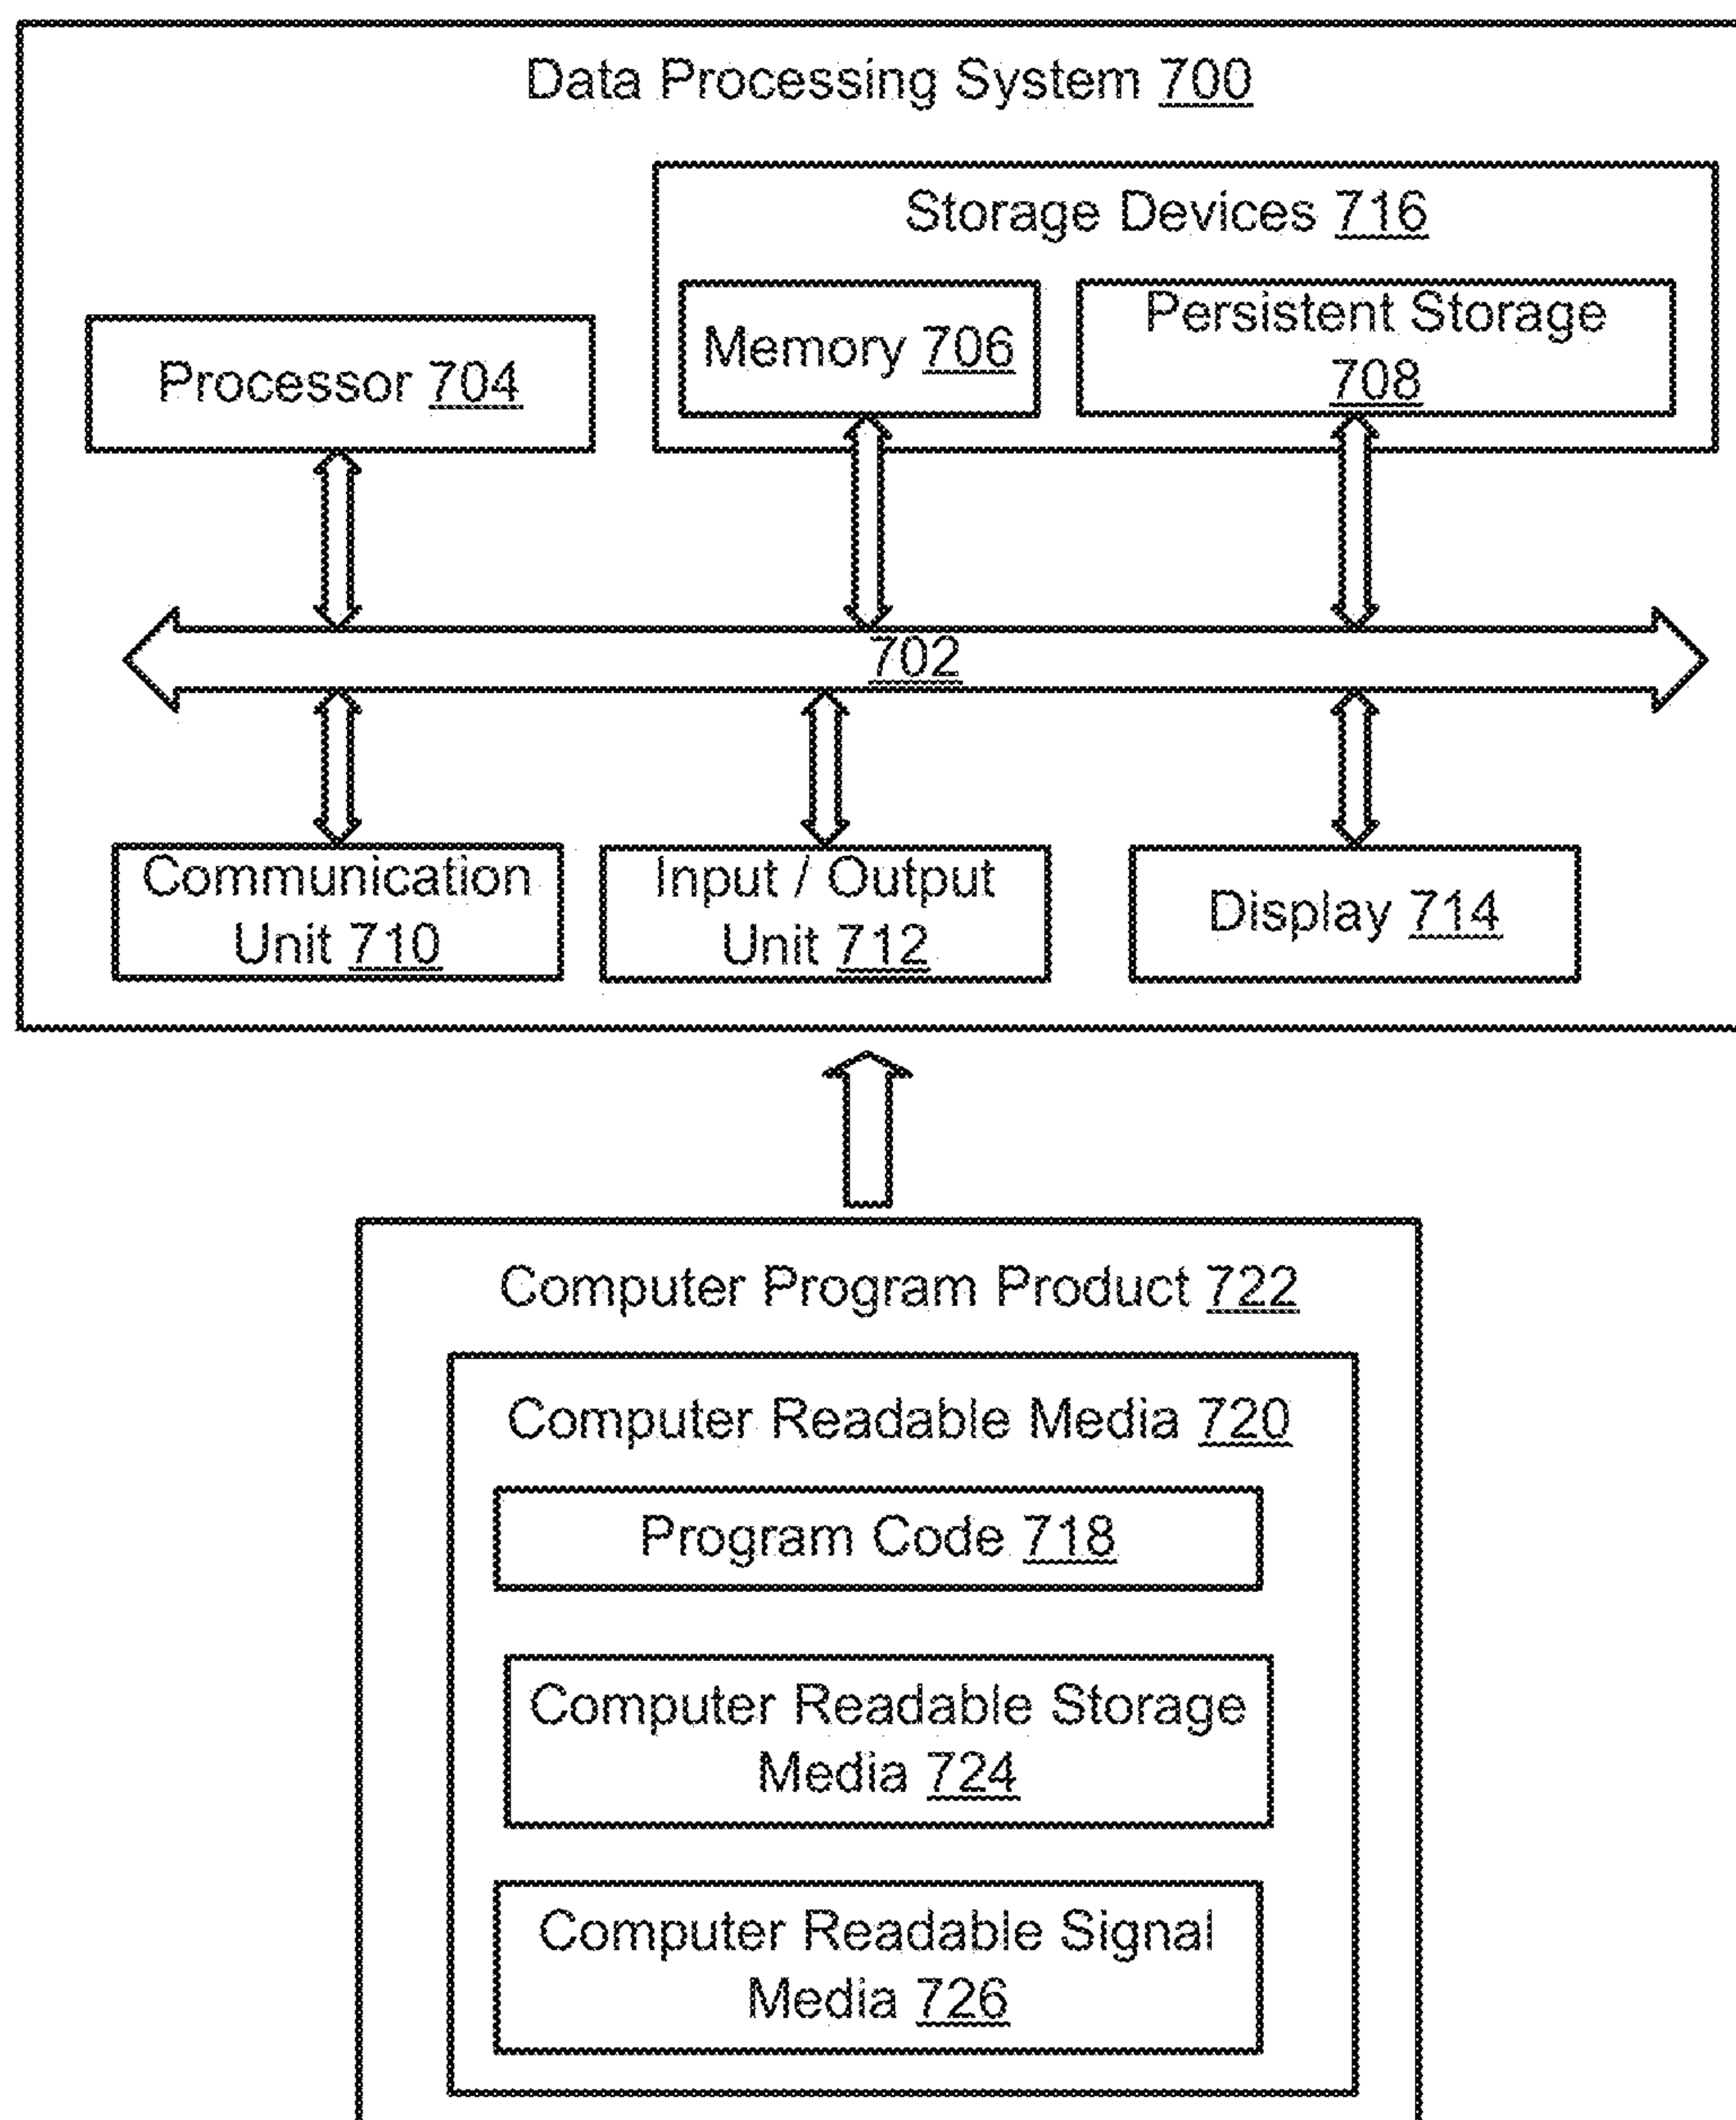 Data Processing System 700
Storage Devices 716
Processor 704
Memory 706
Persistent Storage
708
702
Communication
Unit 710
Input / Output
Unit 712
Display 714
Computer Program Product 722
Computer Readable Media 720
Program Code 718
Computer Readable Storage
Media 724
Computer Readable Signal
Media 726